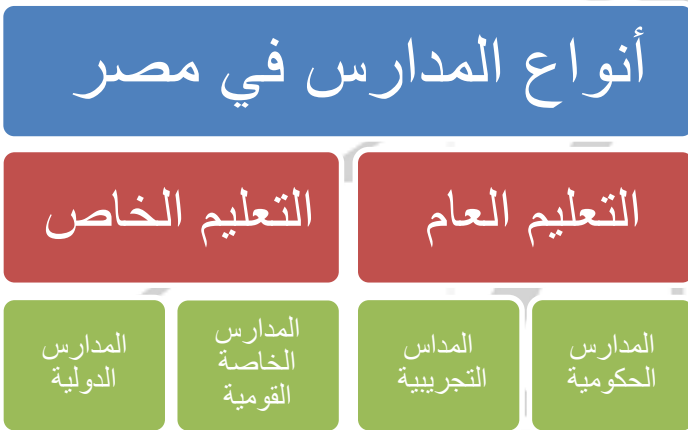 أنواع المدارس في مصر
التعليم العام
التعليم الخاص
المدارس
الحكومية
المداس
التجريبية
المدارس
الخاصة
القومية
المدارس
الدولية